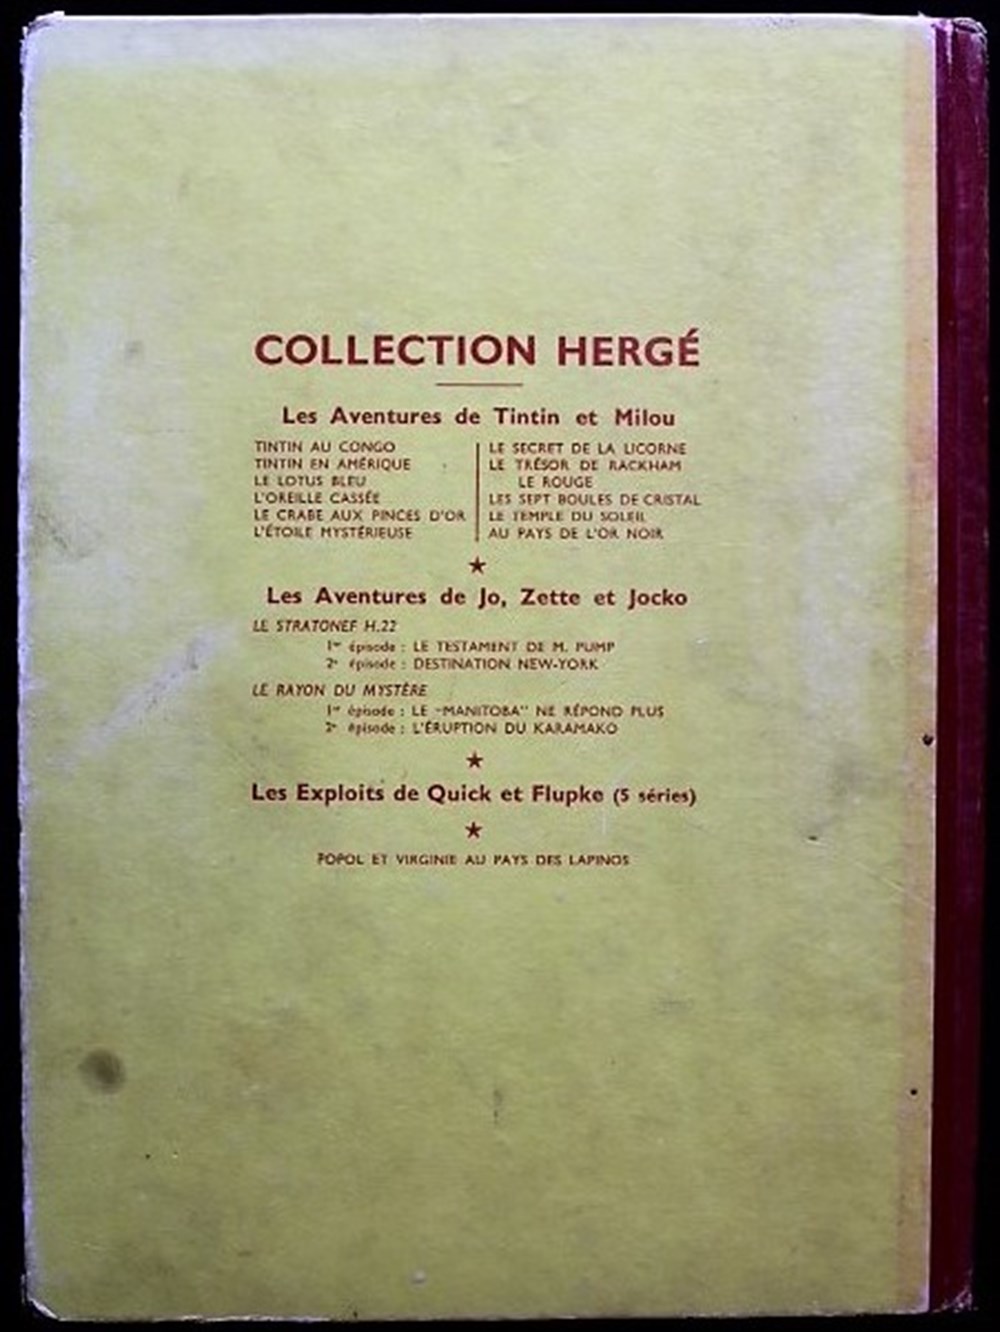 COLLECTION HERGÉ
Les Aventures de Tintin et Milou
TINTIN AU CONGO
TINTIN EN AMÉRIQUE
LE LOTUS BLEU
L'OREILLE CASSÉE
LE CRABE AUX PINCES D'OR
L'ÉTOILE MYSTÉRIEUSE
LE SECRET DE LA LICORNE
LE TRÉSOR DE RACKHAM
LE ROUGE
LES SEPT BOULES DE CRISTAL
LE TEMPLE DU SOLEIL
AU PAYS DE L'OR NOIR
★
Les Aventures de Jo, Zette et Jocko
LE STRATONEF H.22
1er épisode : LE TESTAMENT DE M. PUMP
2e épisode : DESTINATION NEW-YORK
LE RAYON DU MYSTÈRE
1er épisode : LE "MANITOBA" NE RÉPOND PLUS
2e épisode : L'ÉRUPTION DU KARAMAKO
★
Les Exploits de Quick et Flupke (5 séries)
★
POPOL ET VIRGINIE AU PAYS DES LAPINOS